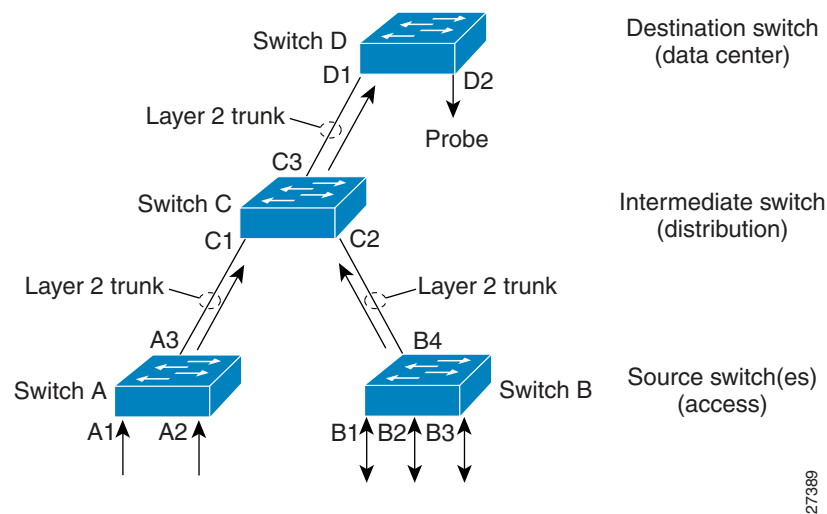 Switch D
Destination switch
(data center)
D1
D2
Layer 2 trunk
Probe
C3
Switch C
Intermediate switch
(distribution)
C1
C2
Layer 2 trunk
Layer 2 trunk
A3
B4
Switch A
Switch B
Source switch(es)
(access)
A1
A2
B1
B2
B3
27389